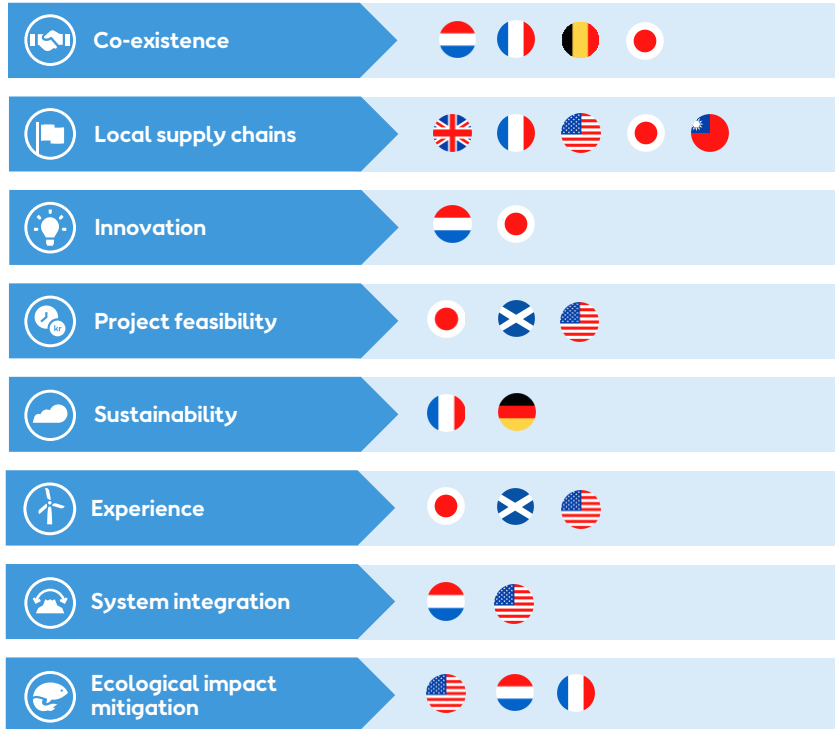 Co-existence
Local supply chains
Innovation
kr
Project feasibility
Sustainability
Experience
System integration
Ecological impact
mitigation